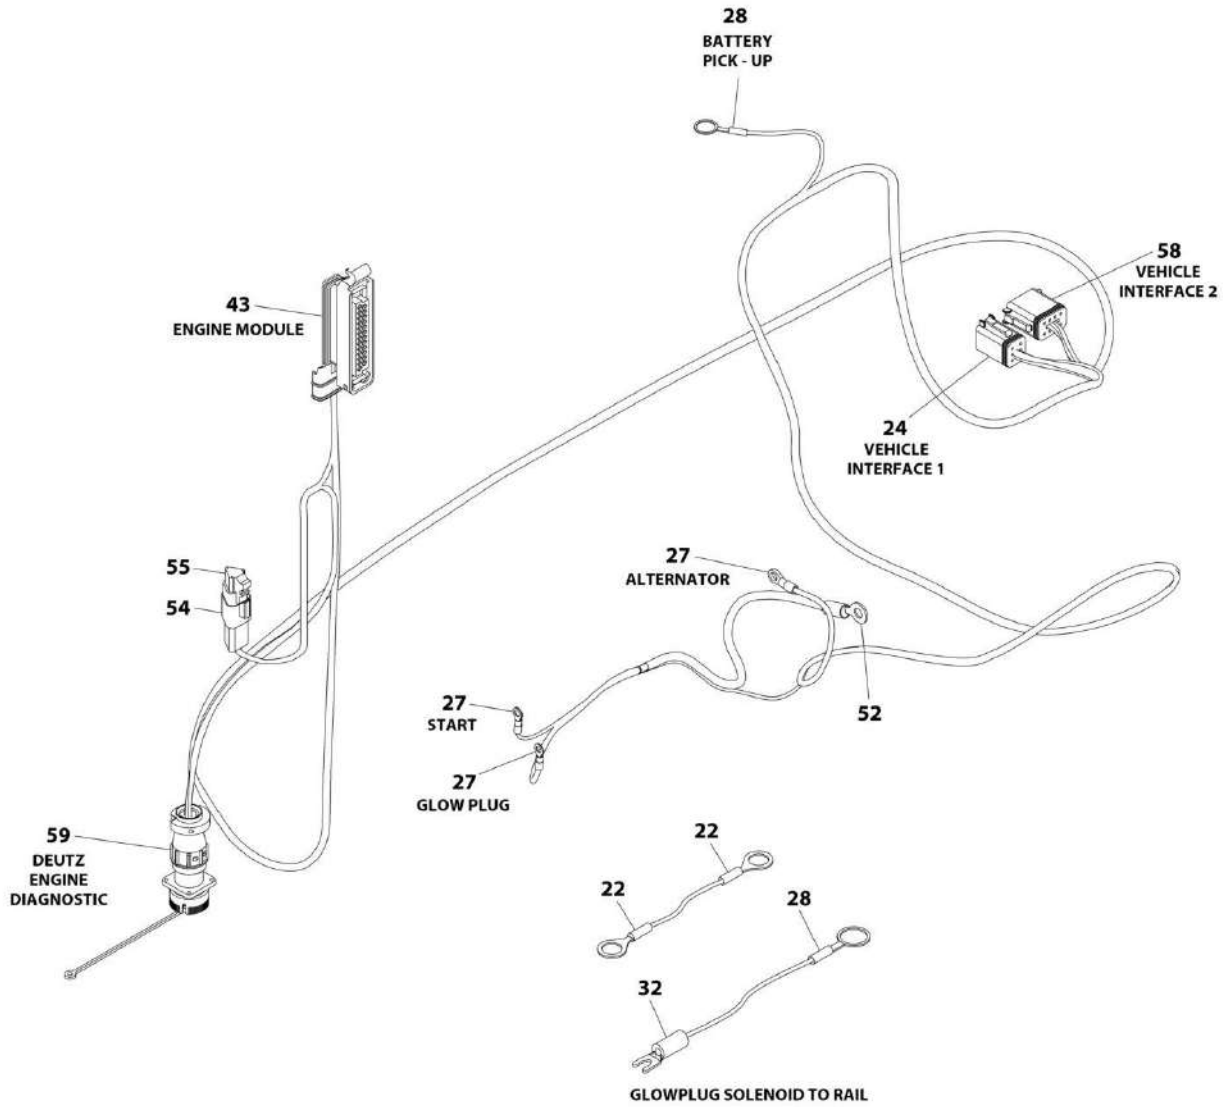 28
BATTERY
PICK - UP
58
VEHICLE
INTERFACE 2
43
ENGINE MODULE
24
VEHICLE
INTERFACE 1
55
54
27
ALTERNATOR
27
START
52
27
GLOW PLUG
59
DEUTZ
ENGINE
DIAGNOSTIC
22
22
28
32
GLOWPLUG SOLENOID TO RAIL